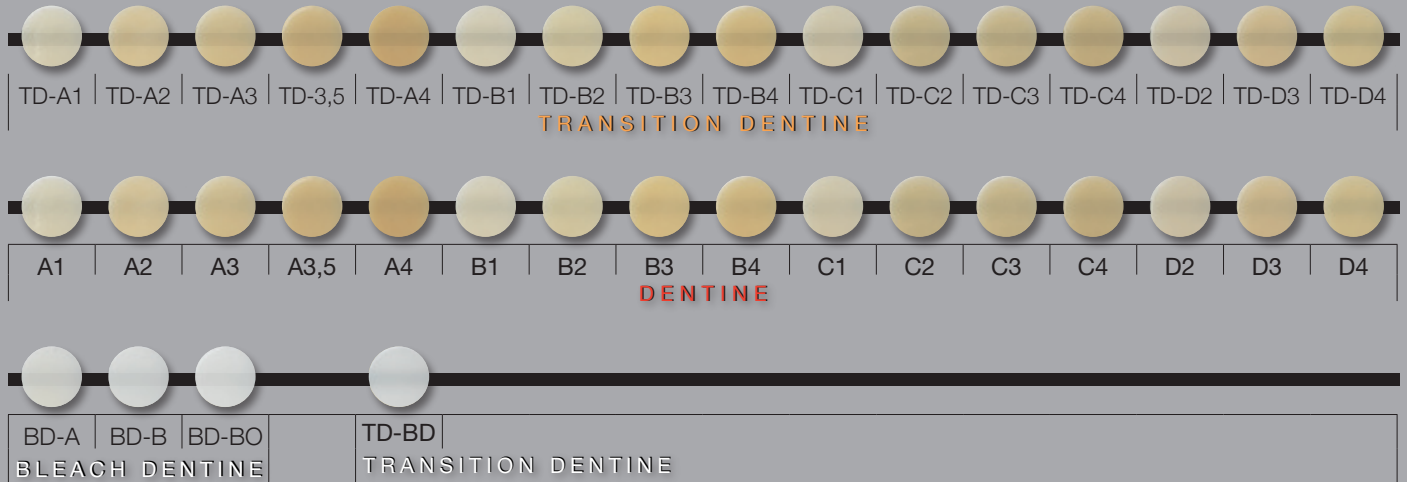 TD-A1 TD-A2 TD-A3 TD-3,5 TD-A4 TD-B1 TD-B2 TD-B3 TD-B4 TD-C1 TD-C2 TD-C3 TD-C4 TD-D2 TD-D3 TD-D4
TRANSITION DENTINE
A1 A2 A3 A3,5 A4 B1 B2 B3 B4 C1 C2 C3 C4 D2 D3 D4
DENTINE
BD-A BD-B BD-BO TD-BD
BLEACH DENTINE TRANSITION DENTINE